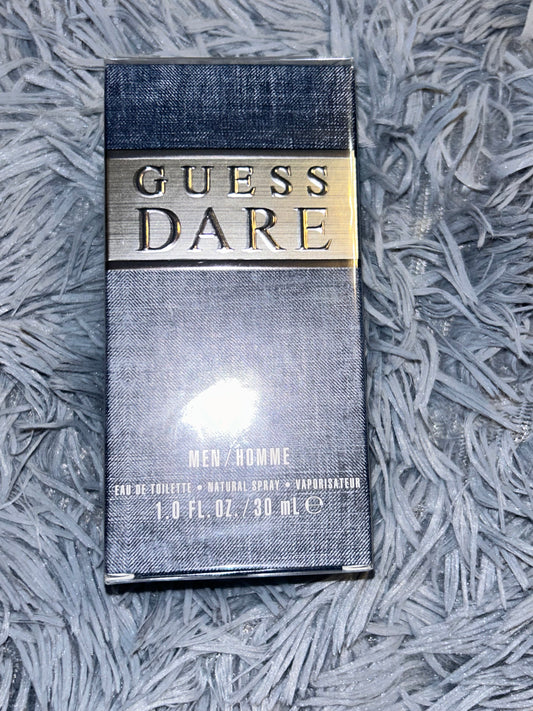 GUESS
DARE
MEN/HOMME
EAU DE TOILETTE • NATURAL SPRAY • VAPORISATEUR
1.0 FL. OZ./30 mL ℮